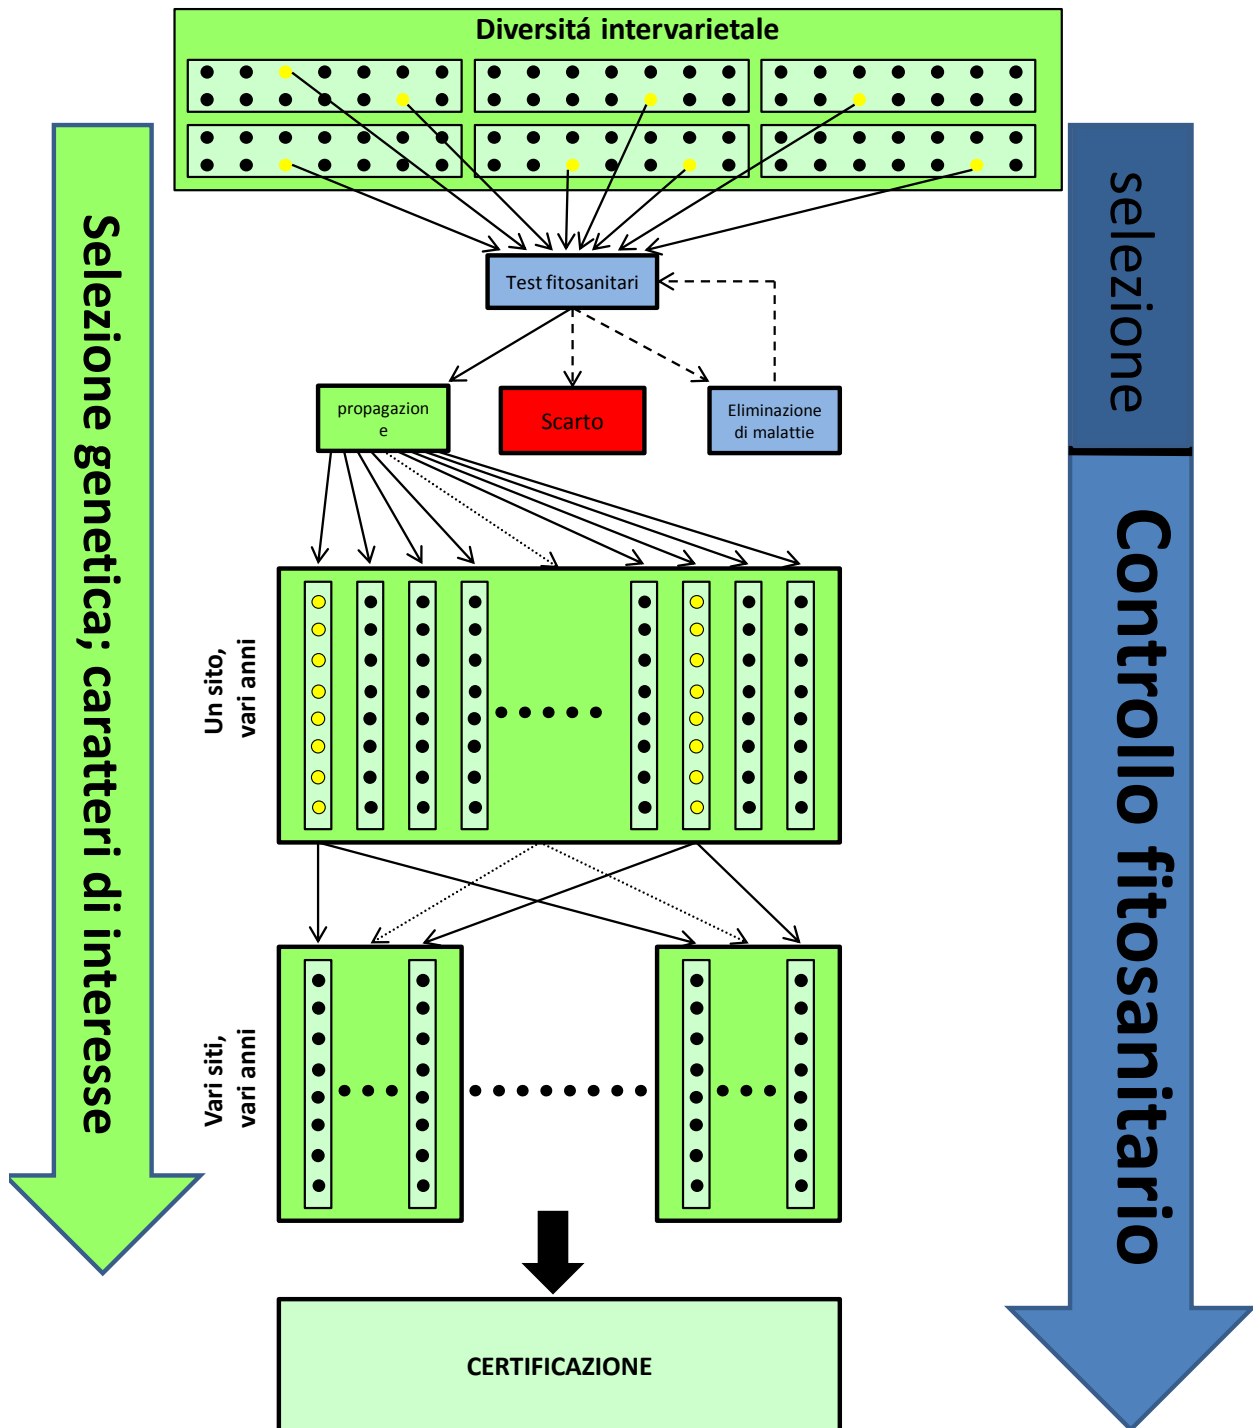 Diversitá intervarietale
Selezione genetica; caratteri di interesse
selezione
Controllo fitosanitario
Test fitosanitari
propagazion
e
Scarto
Eliminazione
di malattie
Un sito,
vari anni
Vari siti,
vari anni
CERTIFICAZIONE